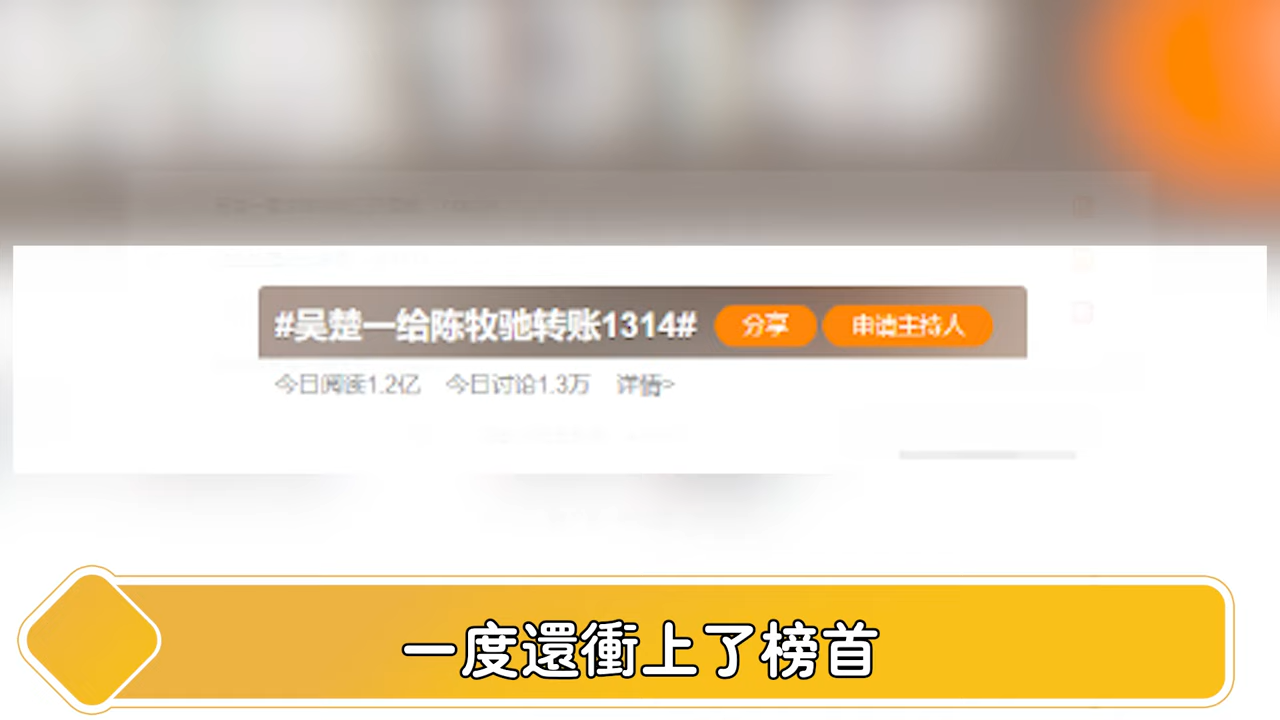 #吴楚一给陈牧驰转账1314# 分享 申请主持人
今日阅读1.2亿 今日讨论1.3万 详情>
一度還衝上了榜首